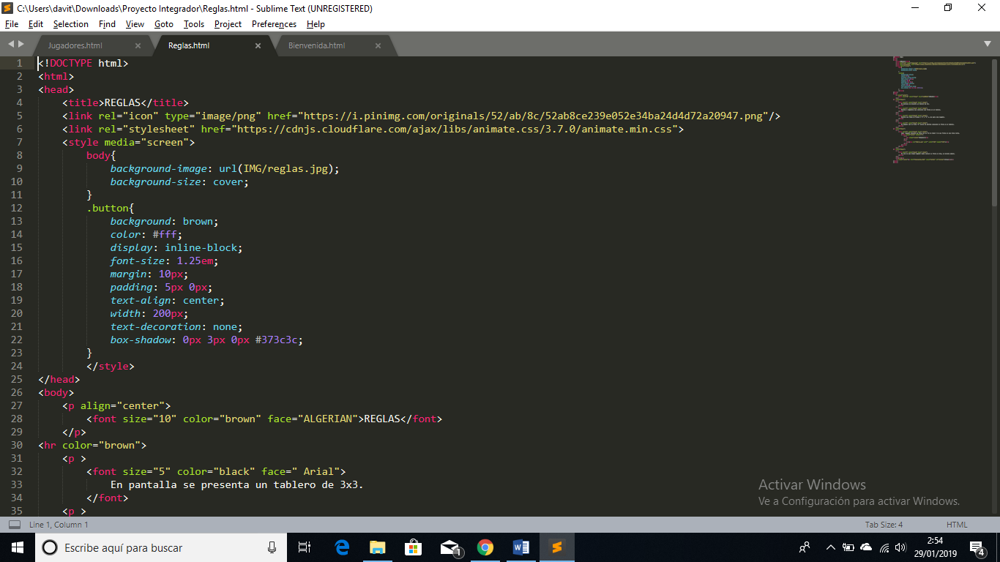 C:\Users\davit\Downloads\Proyecto Integrador\Reglas.html - Sublime Text (UNREGISTERED)
File Edit Selection Find View Goto Tools Project Preferences Help
Jugadores.html Reglas.html Bienvenida.html
1 <!DOCTYPE html>
2 <html>
3 <head>
4 <title>REGLAS</title>
5 <link rel="icon" type="image/png" href="https://i.pinimg.com/originals/52/ab/8c/52ab8ce239e052e34ba24d4d72a20947.png"/>
6 <link rel="stylesheet" href="https://cdnjs.cloudflare.com/ajax/libs/animate.css/3.7.0/animate.min.css">
7 <style media="screen">
8 body{
9 background-image: url(IMG/reglas.jpg);
10 background-size: cover;
11 }
12 .button{
13 background: brown;
14 color: #fff;
15 display: inline-block;
16 font-size: 1.25em;
17 margin: 10px;
18 padding: 5px 0px;
19 text-align: center;
20 width: 200px;
21 text-decoration: none;
22 box-shadow: 0px 3px 0px #373c3c;
23 }
24 </style>
25 </head>
26 <body>
27 <p align="center">
28 <font size="10" color="brown" face="ALGERIAN">REGLAS</font>
29 </p>
30 <hr color="brown">
31 <p >
32 <font size="5" color="black" face=" Arial">
33 En pantalla se presenta un tablero de 3x3.
34 </font>
35 <p >
Activar Windows
Ve a Configuración para activar Windows.
Line 1, Column 1 Tab Size: 4 HTML
Escribe aquí para buscar
1
2:54
29/01/2019
4